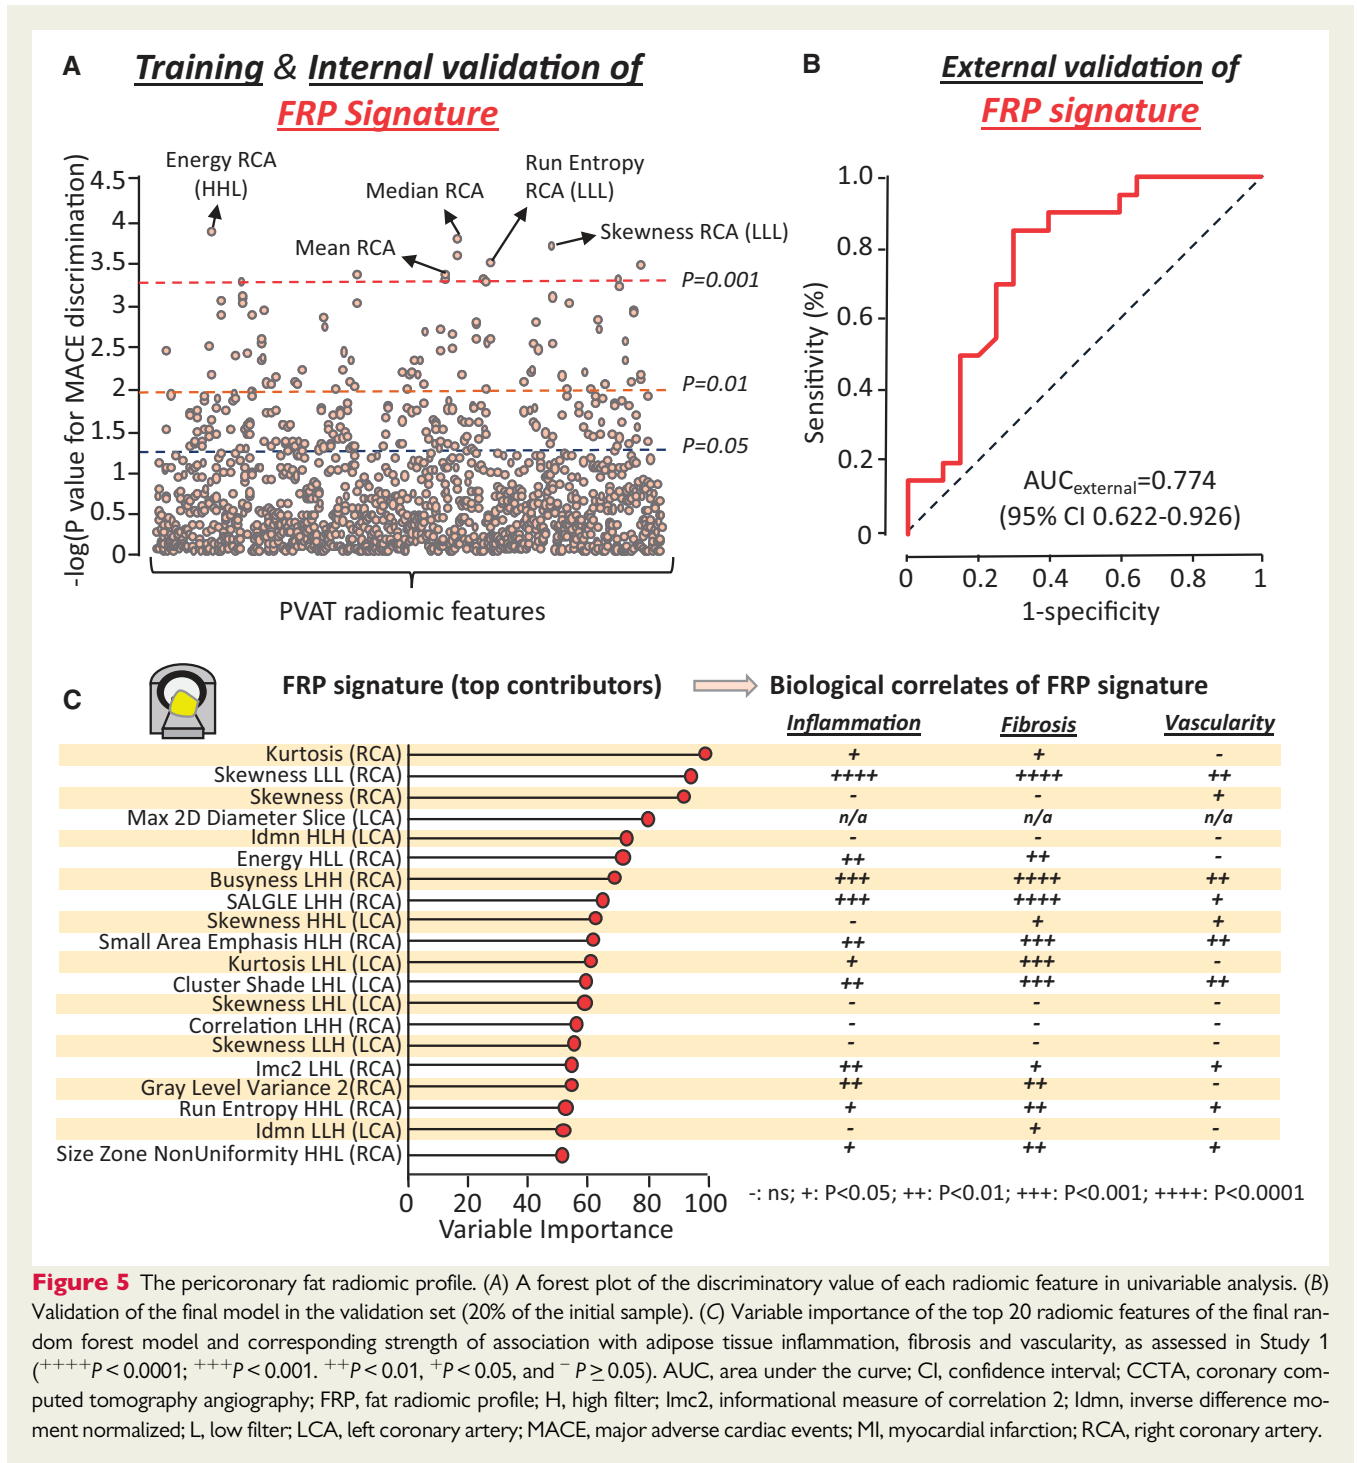 A
Training & Internal validation of
FRP Signature
-log(P value for MACE discrimination)
4.5
4
3.5
3
2.5
2
1.5
1
0.5
0
Energy RCA
(HHL)
Median RCA
Mean RCA
Run Entropy
RCA (LLL)
Skewness RCA (LLL)
P=0.001
P=0.01
P=0.05
PVAT radiomic features
B
External validation of
FRP signature
Sensitivity (%)
1.0
0.8
0.6
0.4
0.2
0
AUCexternal=0.774
(95% CI 0.622-0.926)
0 0.2 0.4 0.6 0.8 1
1-specificity
C
FRP signature (top contributors) Biological correlates of FRP signature
Inflammation Fibrosis Vascularity
Kurtosis (RCA) + + -
Skewness LLL (RCA) ++++ ++++ ++
Skewness (RCA) - - +
Max 2D Diameter Slice (LCA) n/a n/a n/a
Idmn HLH (RCA) - - -
Energy HLL (RCA) ++ ++ -
Busyness LHH (RCA) +++ ++++ ++
SALGLE LHH (RCA) +++ ++++ +
Skewness HHL (LCA) - + +
Small Area Emphasis HLH (RCA) ++ +++ ++
Kurtosis LHL (LCA) + +++ -
Cluster Shade LHL (LCA) ++ +++ ++
Skewness LHL (LCA) - - -
Correlation LHH (RCA) - - -
Skewness LLH (LCA) - - -
Imc2 LHL (RCA) ++ + +
Gray Level Variance 2(RCA) ++ ++ -
Run Entropy HHL (RCA) + ++ +
Idmn LLH (LCA) - + -
Size Zone NonUniformity HHL (RCA) + ++ +
0 20 40 60 80 100
Variable Importance
-: ns; +: P<0.05; ++: P<0.01; +++: P<0.001; ++++: P<0.0001
Figure 5 The pericoronary fat radiomic profile. (A) A forest plot of the discriminatory value of each radiomic feature in univariable analysis. (B)
Validation of the final model in the validation set (20% of the initial sample). (C) Variable importance of the top 20 radiomic features of the final ran-
dom forest model and corresponding strength of association with adipose tissue inflammation, fibrosis and vascularity, as assessed in Study 1
(++++P < 0.0001; +++P < 0.001. ++P < 0.01, +P < 0.05, and − P ≥ 0.05). AUC, area under the curve; CI, confidence interval; CCTA, coronary com-
puted tomography angiography; FRP, fat radiomic profile; H, high filter; Imc2, informational measure of correlation 2; Idmn, inverse difference mo-
ment normalized; L, low filter; LCA, left coronary artery; MACE, major adverse cardiac events; MI, myocardial infarction; RCA, right coronary artery.